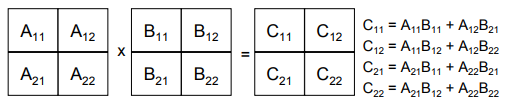 A11 A12 B11 B12 C11 C12
x =
A21 A22 B21 B22 C21 C22
C11 = A11B11 + A12B21
C12 = A11B12 + A12B22
C21 = A21B11 + A22B21
C22 = A21B12 + A22B22